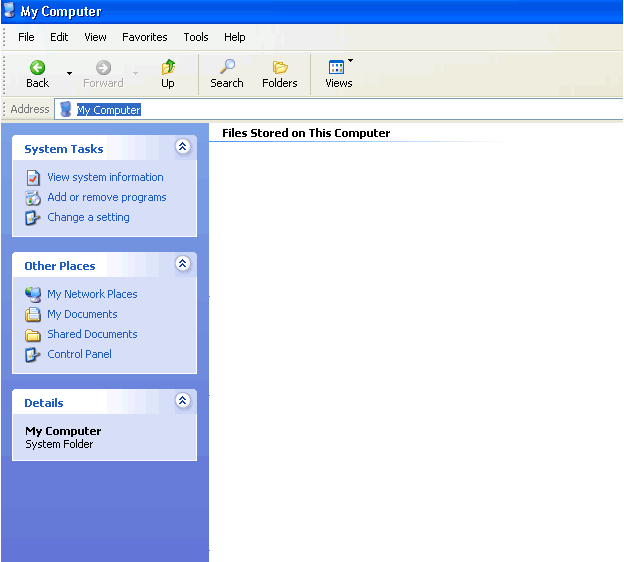 My Computer
File Edit View Favorites Tools Help
Back Forward Up Search Folders Views
Address My Computer
System Tasks
View system information
Add or remove programs
Change a setting
Other Places
My Network Places
My Documents
Shared Documents
Control Panel
Details
My Computer
System Folder
Files Stored on This Computer